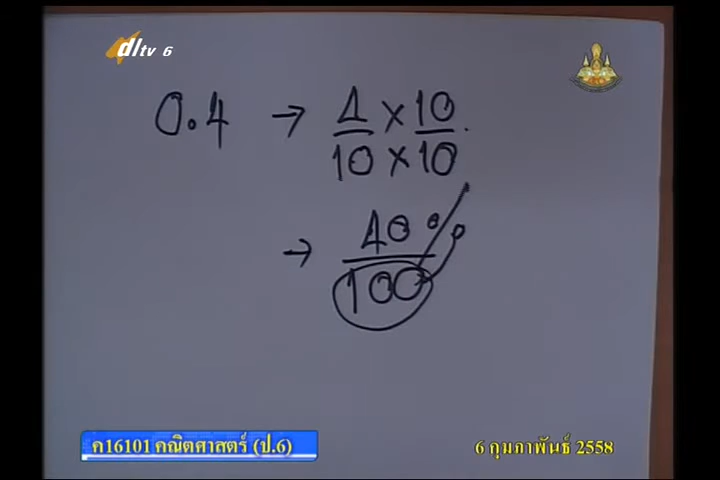 dltv 6
0.4 → 4/10 × 10/10
→ 40/100 %
ค16101 คณิตศาสตร์ (ป.6)
6 กุมภาพันธ์ 2558